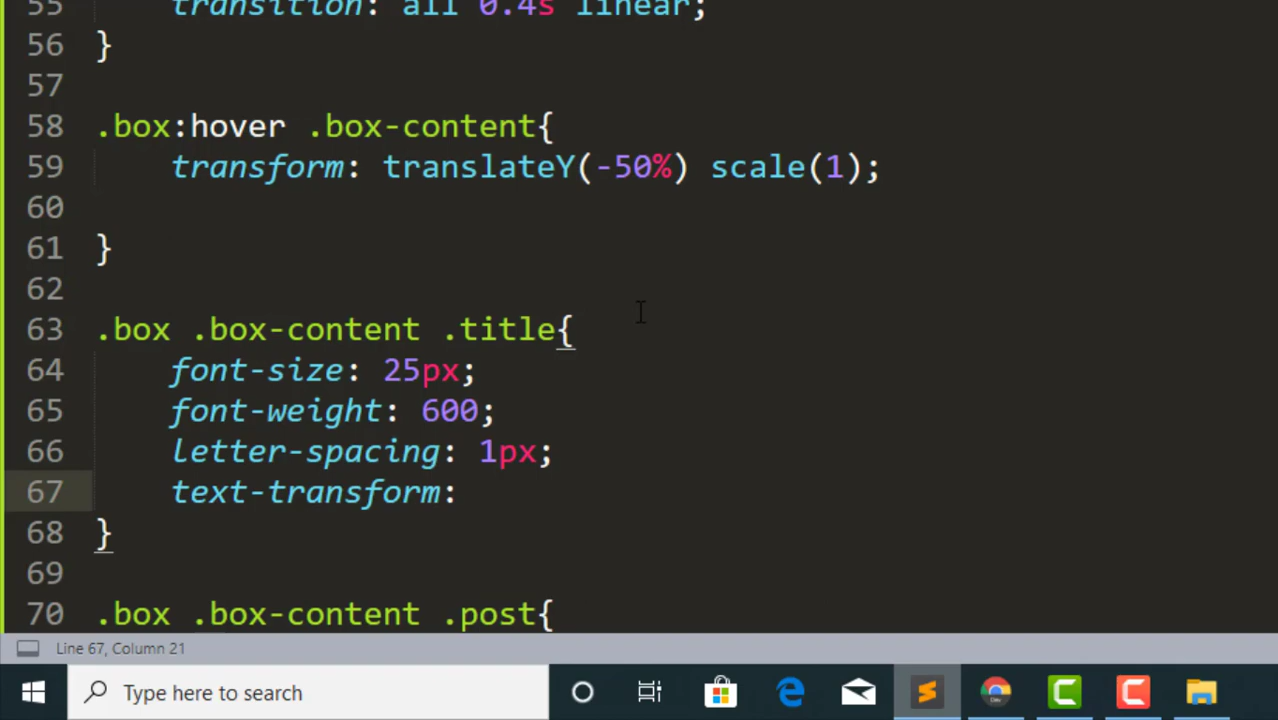 55 transition: all 0.4s linear;
56 }
57
58 .box:hover .box-content{
59 transform: translateY(-50%) scale(1);
60
61 }
62
63 .box .box-content .title{
64 font-size: 25px;
65 font-weight: 600;
66 letter-spacing: 1px;
67 text-transform:
68 }
69
70 .box .box-content .post{
Line 67, Column 21
Type here to search